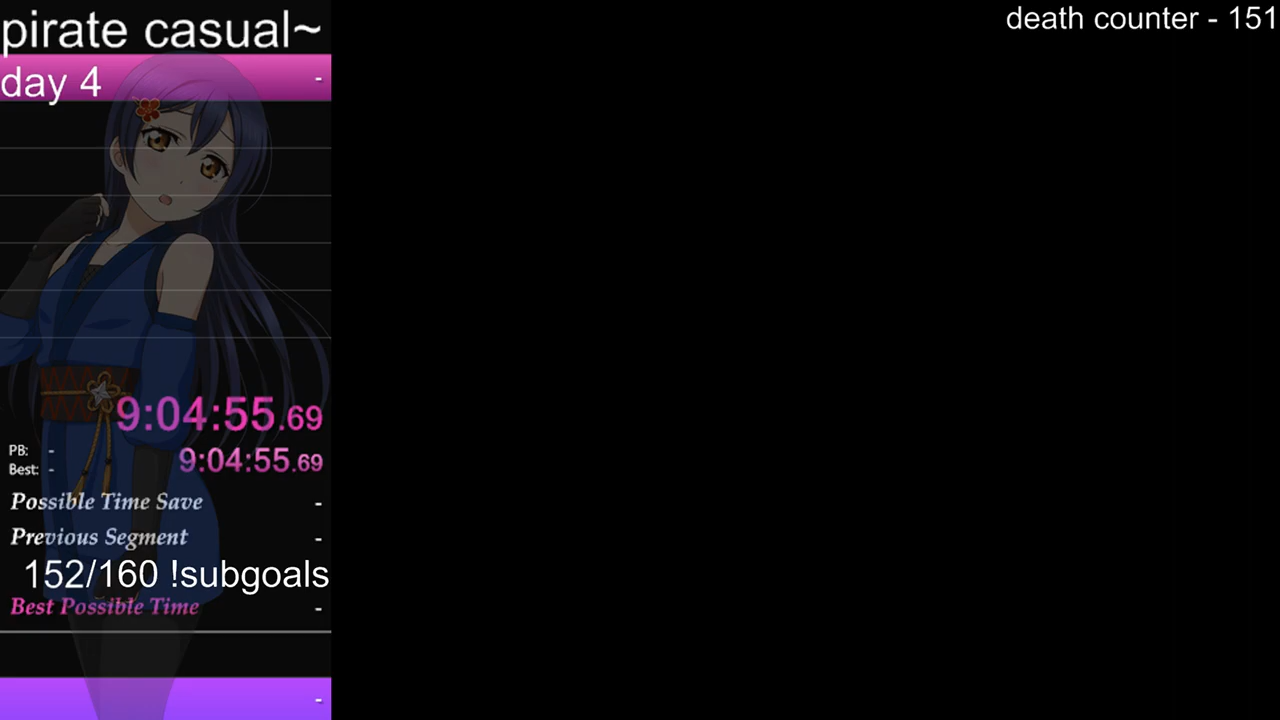 pirate casual~
death counter - 151
day 4 -
9:04:55.69
PB: -
9:04:55.69
Best: -
Possible Time Save -
Previous Segment -
152/160 !subgoals
Best Possible Time -
-